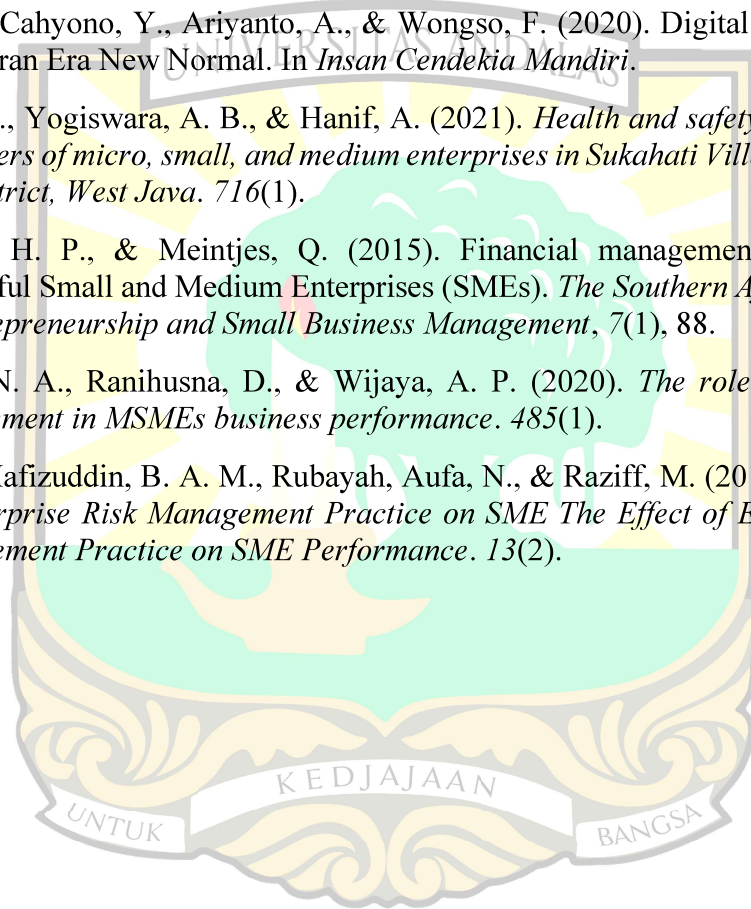 Cahyono, Y., Ariyanto, A., & Wongso, F. (2020). Digital
ran Era New Normal. In Insan Cendekia Mandiri.
UNIVERSITAS ANDALAS
., Yogiswara, A. B., & Hanif, A. (2021). Health and safety
ers of micro, small, and medium enterprises in Sukahati Vill
trict, West Java. 716(1).
H. P., & Meintjes, Q. (2015). Financial management
ful Small and Medium Enterprises (SMEs). The Southern A
epreneurship and Small Business Management, 7(1), 88.
N. A., Ranihusna, D., & Wijaya, A. P. (2020). The role
ement in MSMEs business performance. 485(1).
afizuddin, B. A. M., Rubayah, Aufa, N., & Raziff, M. (20
rprise Risk Management Practice on SME The Effect of E
ement Practice on SME Performance. 13(2).
KEDJAJAAN
UNTUK
BANGSA